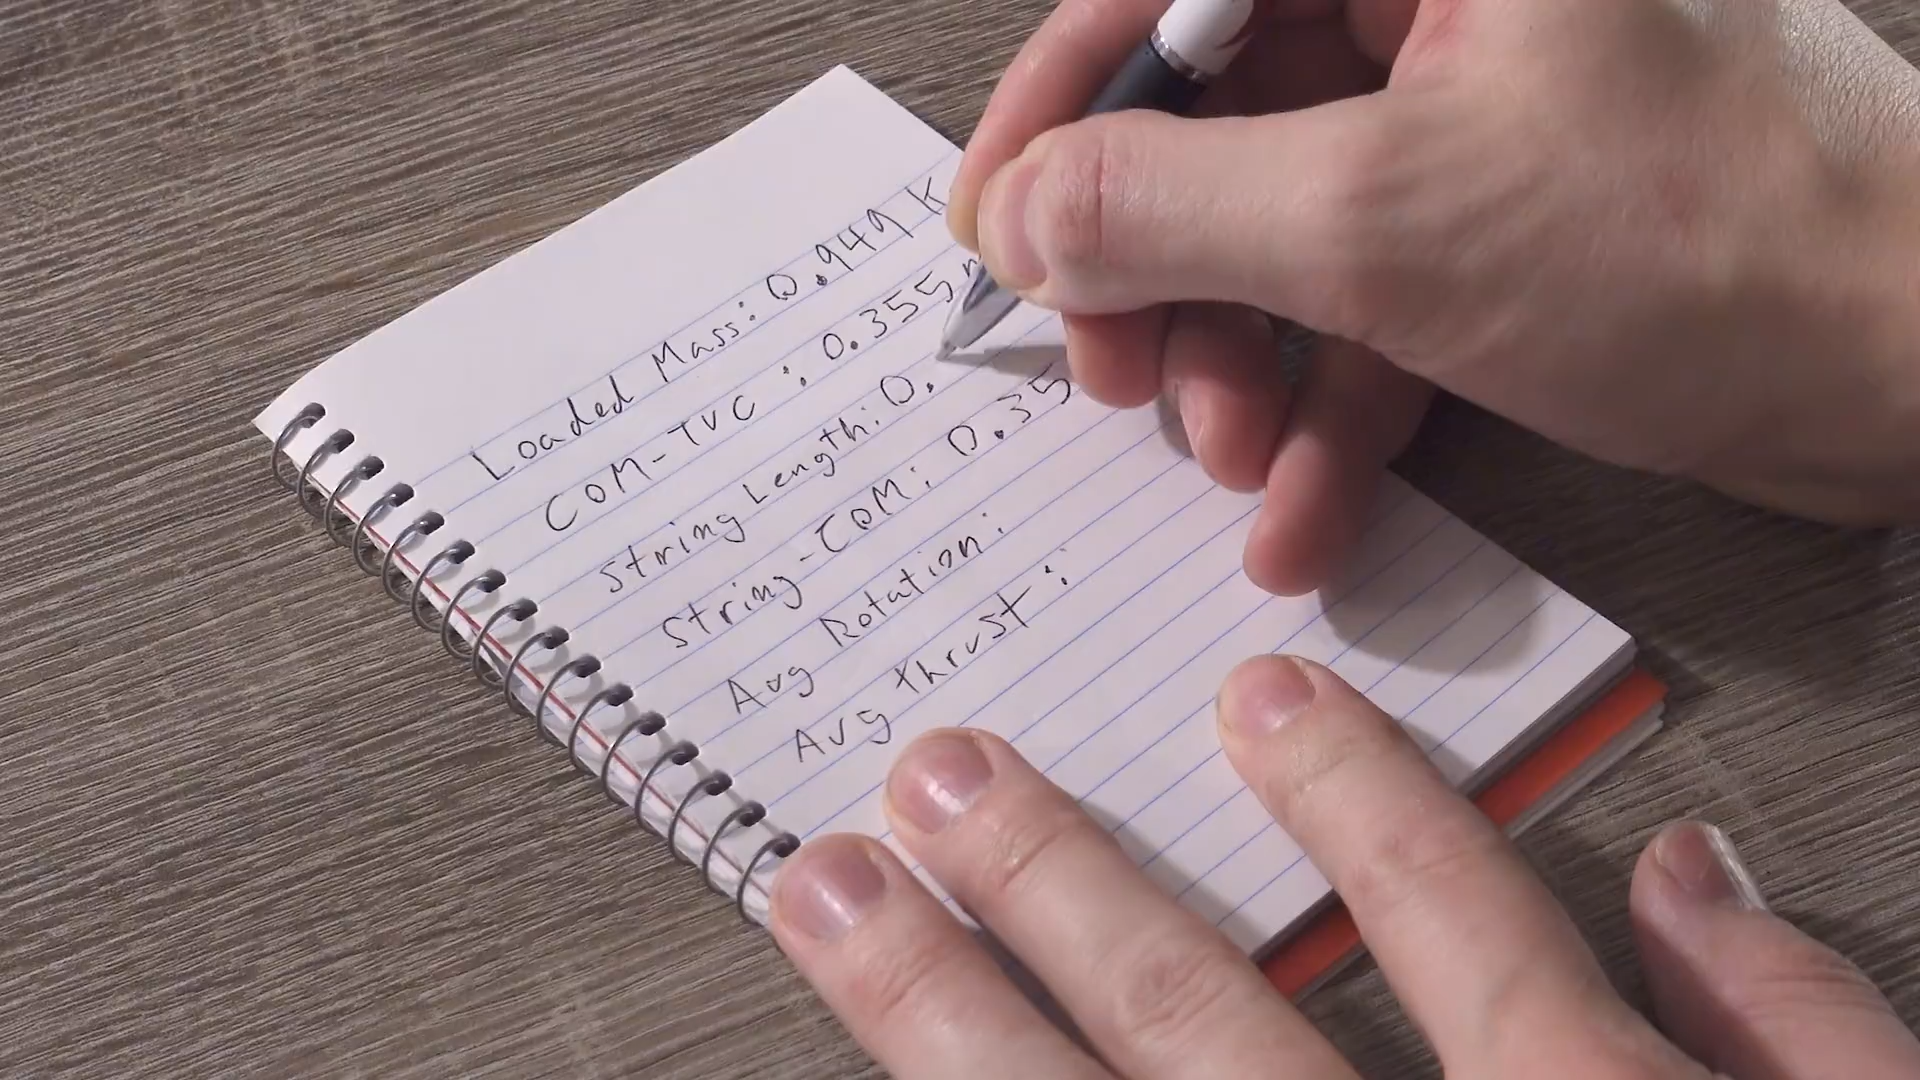 Loaded Mass: 0.949 k
COM-TVC : 0.355
String Length: 0.
String-COM: 0.35
Avg Rotation:
Avg thrust: